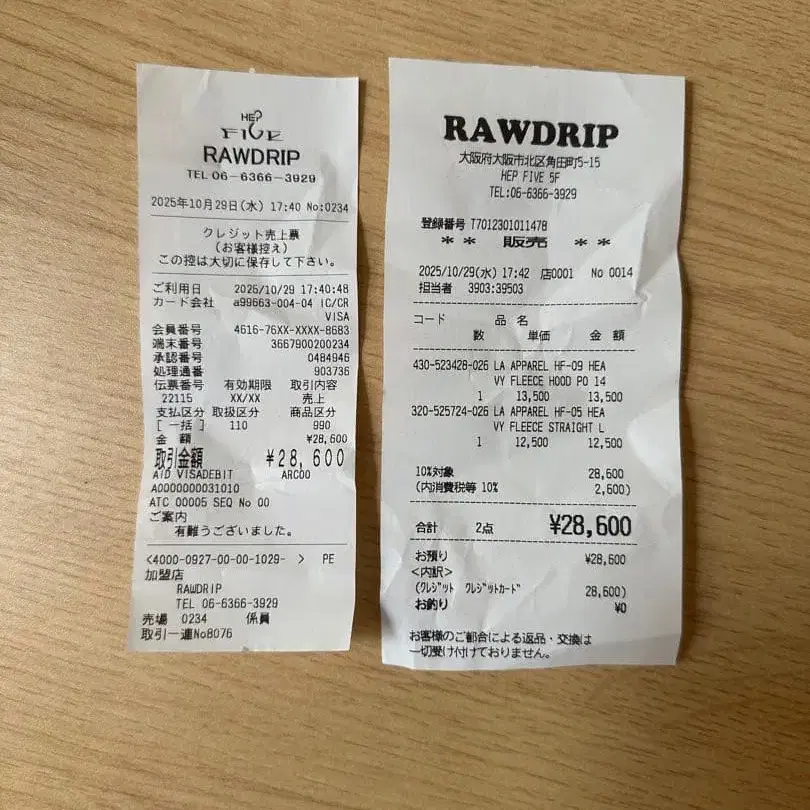 HEP
FIVE
RAWDRIP
TEL 06-6366-3929
2025年10月29日(水) 17:40 No:0234
クレジット売上票
(お客様控え)
この控は大切に保存して下さい。
ご利用日 2025/10/29 17:40:48
カード会社 a99663-004-04 IC/CR
VISA
会員番号 4616-76XX-XXXX-8683
端末番号 3667900200234
承認番号 0484946
処理通番 903736
伝票番号 有効期限 取引内容
22115 XX/XX 売上
支払区分 取扱区分 商品区分
[ 一括 ] 110 990
金 額 ¥28,600
取引金額 ¥28,600
AID VISADEBIT ARC00
A0000000031010
ATC 00005 SEQ No 00
ご案内
有難うございました。
<4000-0927-00-00-1029- > PE
加盟店
RAWDRIP
TEL 06-6366-3929
売場 0234 係員
取引一連No8076
RAWDRIP
大阪府大阪市北区角田町5-15
HEP FIVE 5F
TEL:06-6366-3929
登録番号 T7012301011478
** 販売 **
2025/10/29(水) 17:42 店0001 No 0014
担当者 3903:39503
コード 品 名
数 単価 金 額
430-523428-026 LA APPAREL HF-09 HEA
VY FLEECE HOOD PO 14
1 13,500 13,500
320-525724-026 LA APPAREL HF-05 HEA
VY FLEECE STRAIGHT L
1 12,500 12,500
10%対象 28,600
(内消費税等 10% 2,600)
合計 2点 ¥28,600
お預り ¥28,600
<内訳>
(ｸﾚｼﾞｯﾄ ｸﾚｼﾞｯﾄｶｰﾄﾞ 28,600)
お釣り ¥0
お客様のご都合による返品・交換は
一切受け付けておりません。